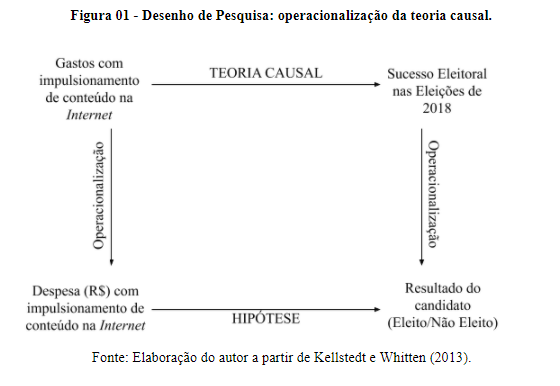 Figura 01 - Desenho de Pesquisa: operacionalização da teoria causal.
Gastos com
impulsionamento
de conteúdo na
Internet
TEORIA CAUSAL
Sucesso Eleitoral
nas Eleições de
2018
Operacionalização
Operacionalização
Despesa (R$) com
impulsionamento de
conteúdo na Internet
HIPÓTESE
Resultado do
candidato
(Eleito/Não Eleito)
Fonte: Elaboração do autor a partir de Kellstedt e Whitten (2013).